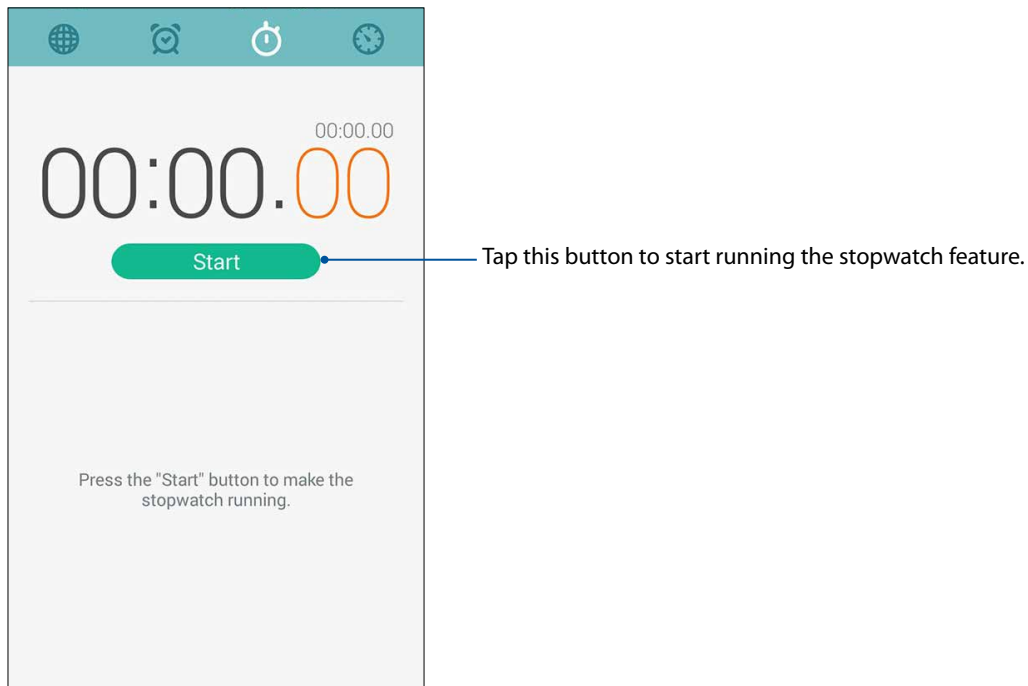 00:00.00
00:00.00
Start
Tap this button to start running the stopwatch feature.
Press the "Start" button to make the
stopwatch running.